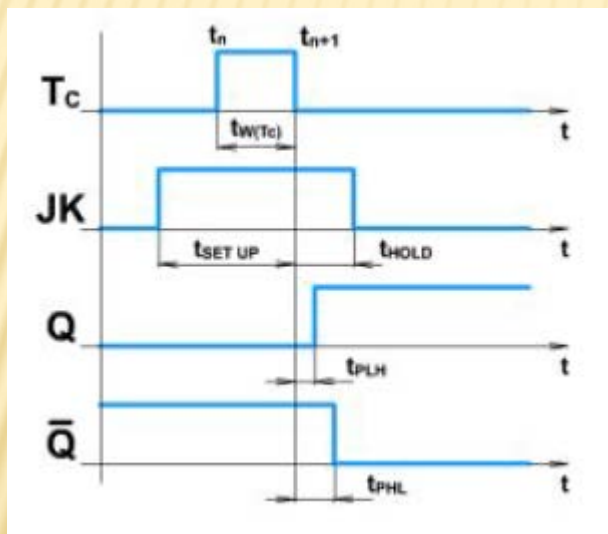 tn tn+1
Tc
t
tW(Tc)
JK
tSET UP tHOLD t
Q
t
tPLH
Q̄
t
tPHL